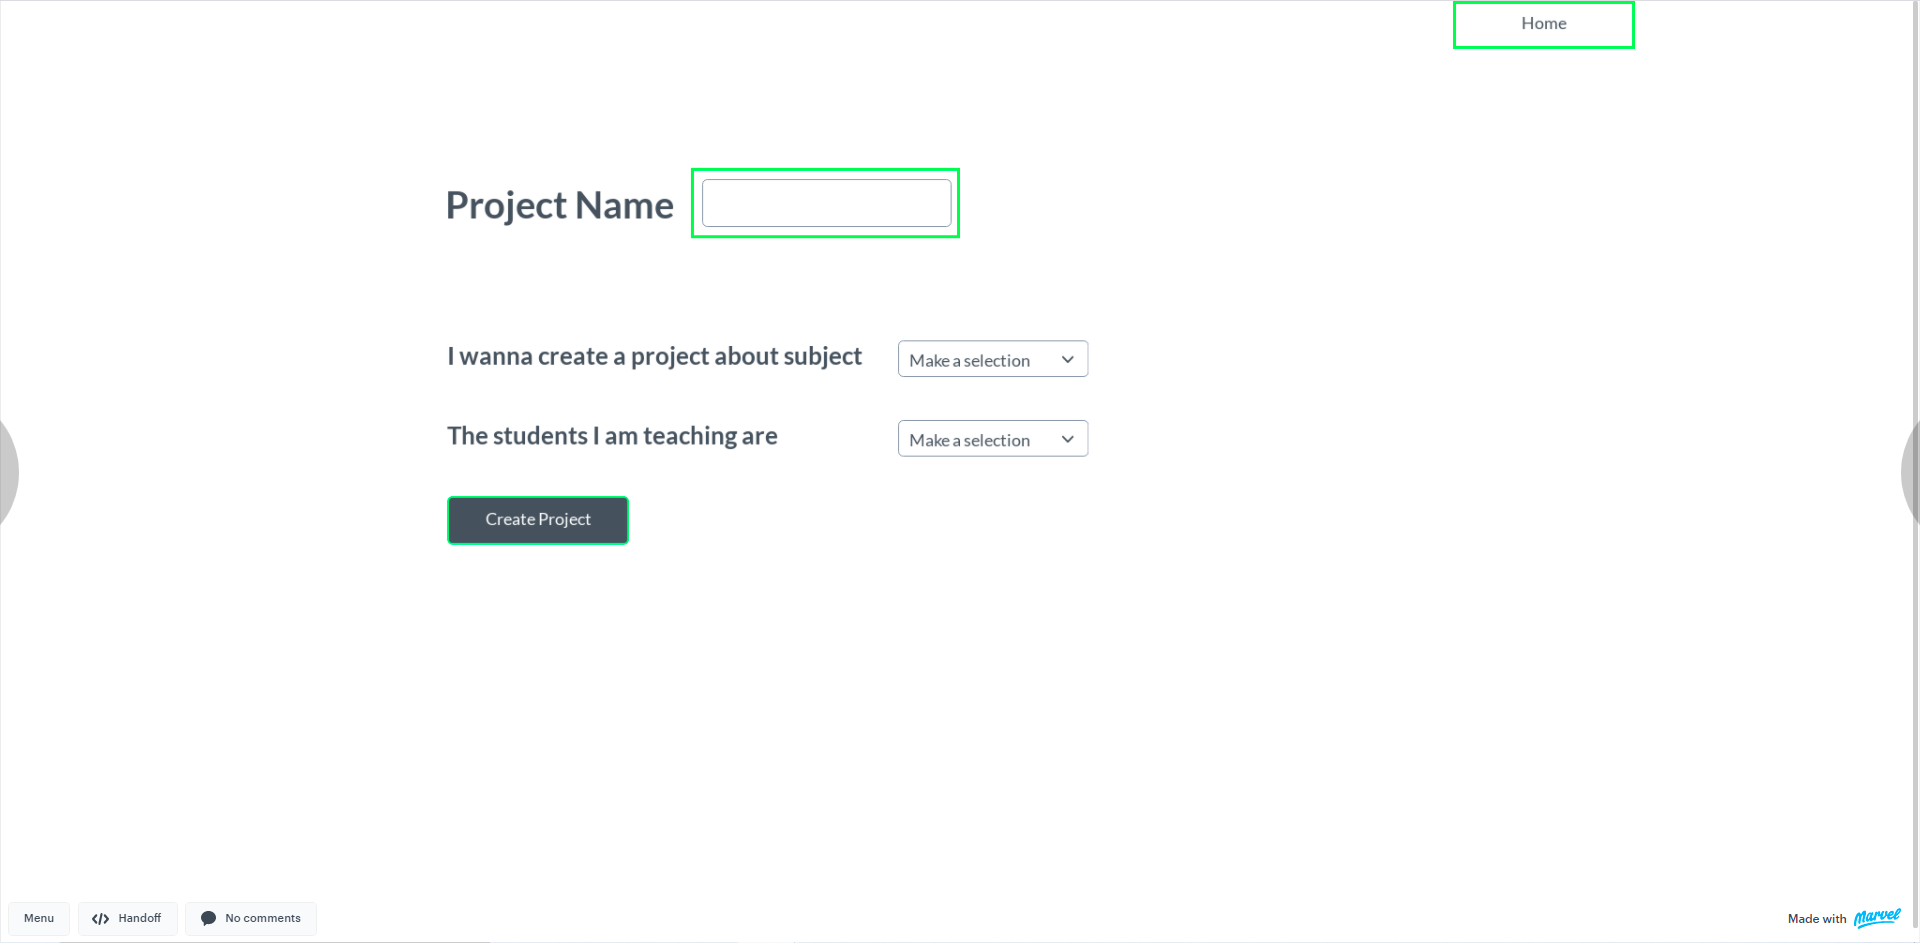 Home
Project Name
I wanna create a project about subject
Make a selection
The students I am teaching are
Make a selection
Create Project
Menu
Handoff
No comments
Made with Marvel